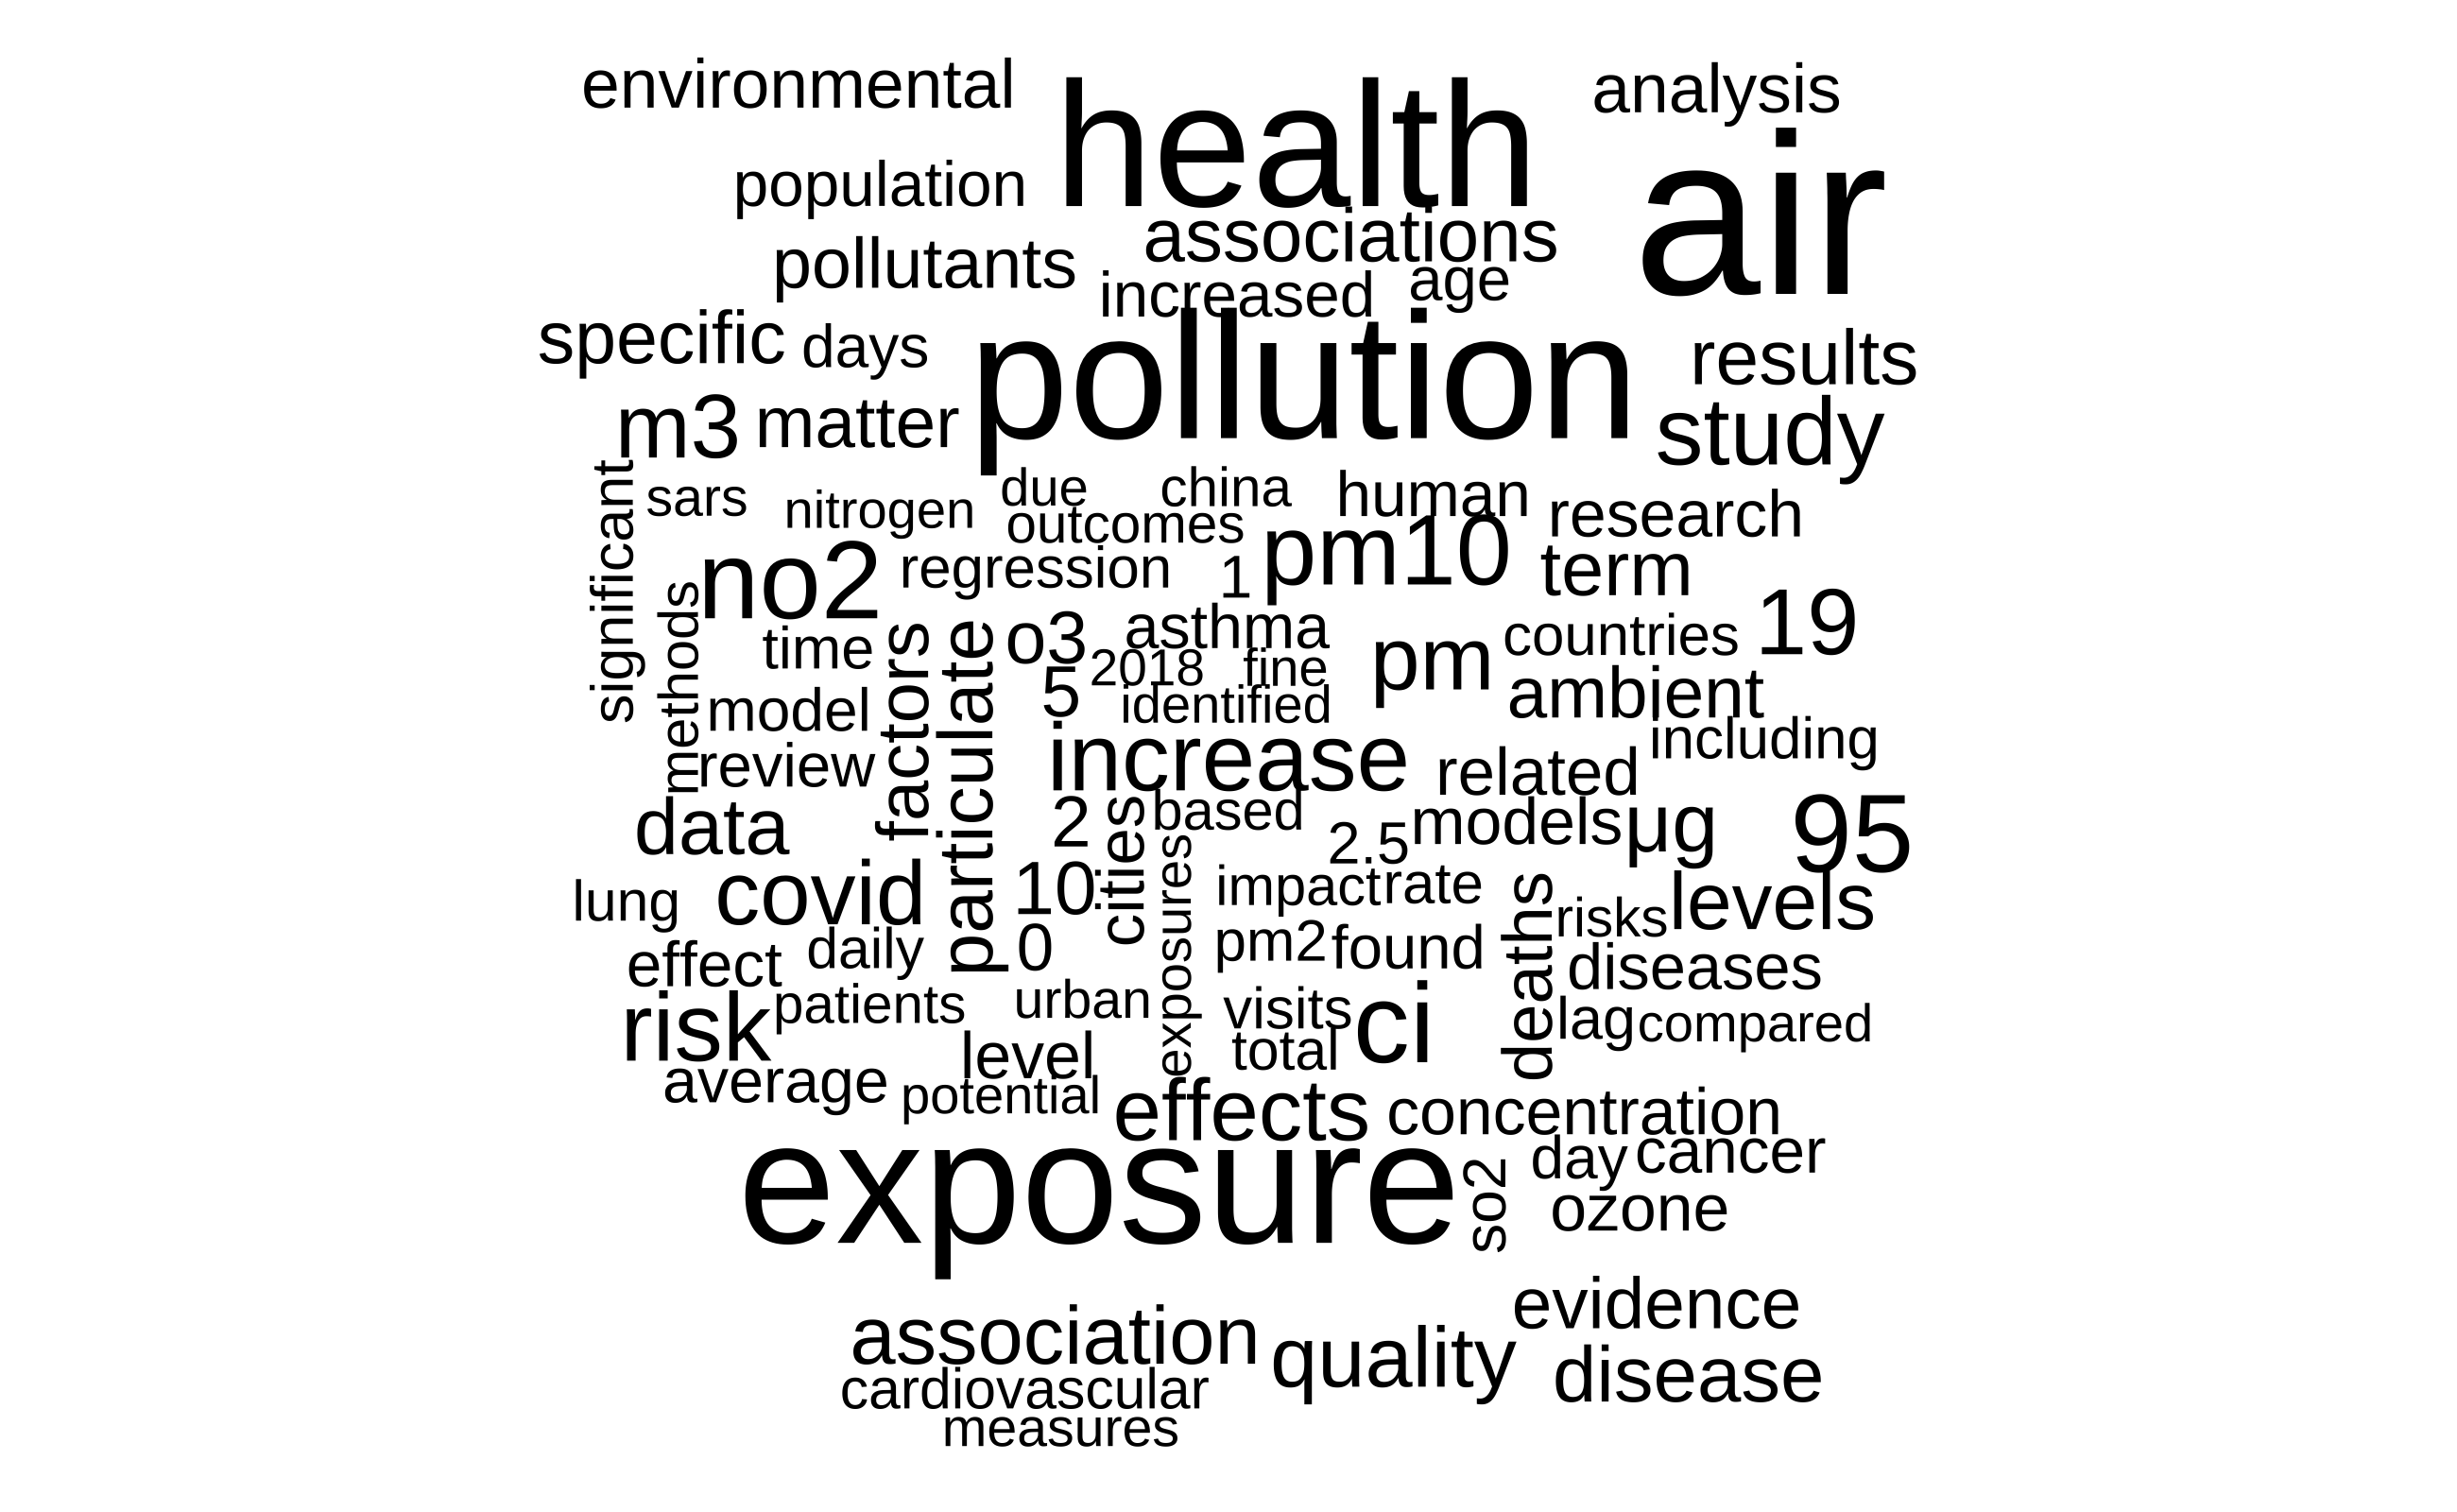 environmental
health
analysis
air
population
associations
pollutants
increased
age
specific
days
pollution
results
m3
matter
study
significant
sars
nitrogen
due
china
human
research
outcomes
no2
regression
1
pm10
term
methods
time
factors
particulate
o3
asthma
countries
19
2018
fine
pm
5
identified
ambient
model
including
review
increase
related
data
2
cities
based
2.5
models
μg
95
lung
covid
10
exposures
impact
rate
deaths
risks
levels
effect
daily
0
pm2
found
diseases
risk
patients
urban
visits
ci
lag
compared
level
total
average
potential
effects
concentration
exposure
day
cancer
so2
ozone
evidence
association
quality
disease
cardiovascular
measures